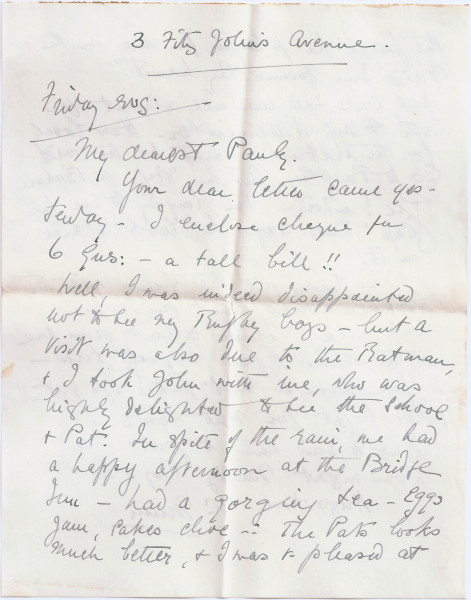 3 Fitz John's Avenue.
Friday evg:
My dearest Pauly.
Your dear letter came yes-
terday - I enclose cheque for
6 Gns: - a tall bill!!
Well, I was indeed disappointed
not to see my Rugby boys - but a
visit was also due to the Ratman,
& I took John with me, who was
highly delighted to see the School
& Pat. In spite of the rain, we had
a happy afternoon at the Bridge
Inn - had a gorging tea - Eggs
Jam, cakes -: The Pats looks
much better, & I was pleased at